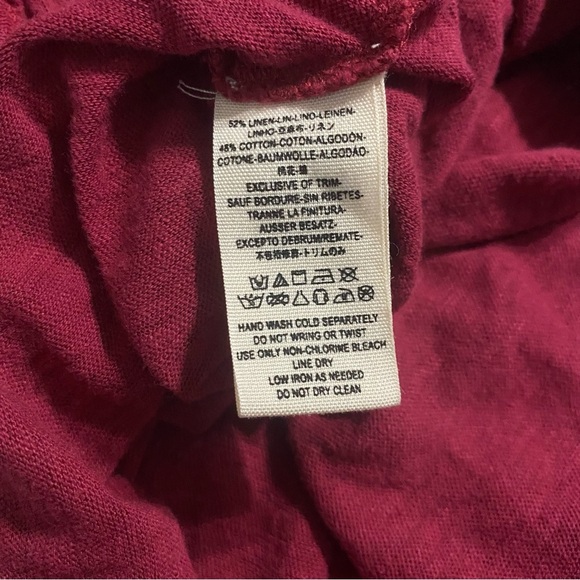 52% LINEN-LIN-LINO-LEINEN-
LINHO-亚麻布-リネン
48% COTTON-COTON-ALGODÓN-
COTONE-BAUMWOLLE-ALGODÃO-
棉花-綿
EXCLUSIVE OF TRIM-
SAUF BORDURE-SIN RIBETES-
TRANNE LA FINITURA-
AUSSER BESATZ-
EXCEPTO DEBRUM/REMATE-
不包括修飾-トリムのみ
HAND WASH COLD SEPARATELY
DO NOT WRING OR TWIST
USE ONLY NON-CHLORINE BLEACH
LINE DRY
LOW IRON AS NEEDED
DO NOT DRY CLEAN